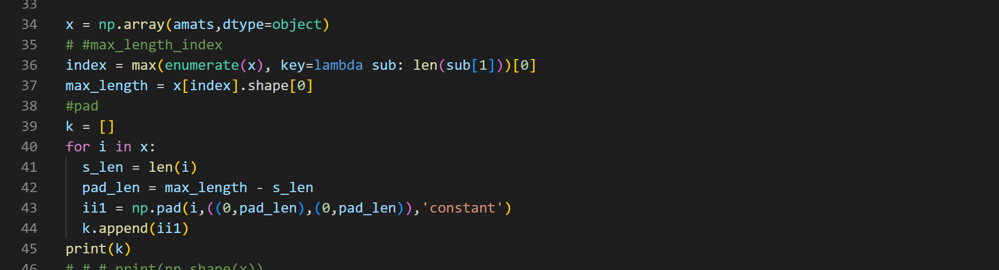 33
34 x = np.array(amats,dtype=object)
35 # #max_length_index
36 index = max(enumerate(x), key=lambda sub: len(sub[1]))[0]
37 max_length = x[index].shape[0]
38 #pad
39 k = []
40 for i in x:
41   s_len = len(i)
42   pad_len = max_length - s_len
43   ii1 = np.pad(i,((0,pad_len),(0,pad_len)),'constant')
44   k.append(ii1)
45 print(k)
46 # # # print(np.shape(x))